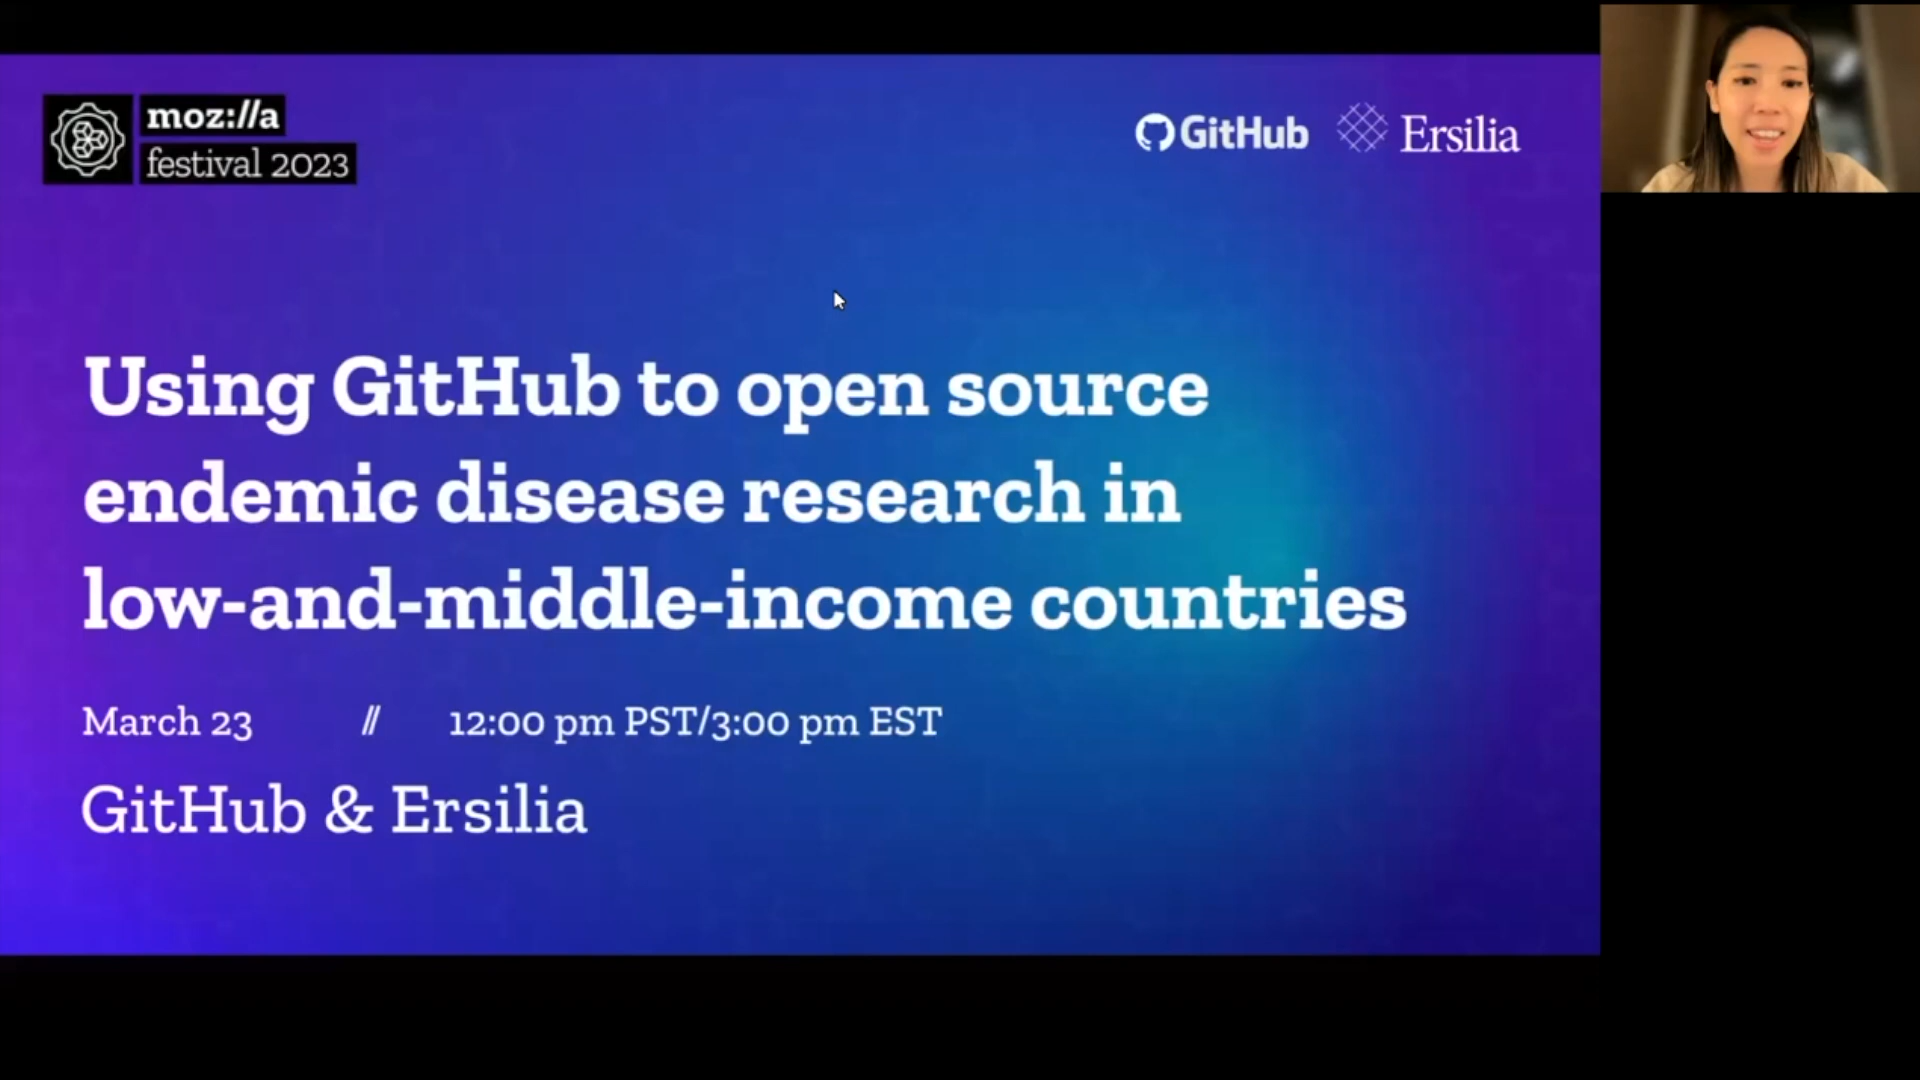 moz://a
festival 2023
GitHub
Ersilia
Using GitHub to open source
endemic disease research in
low-and-middle-income countries
March 23 // 12:00 pm PST/3:00 pm EST
GitHub & Ersilia